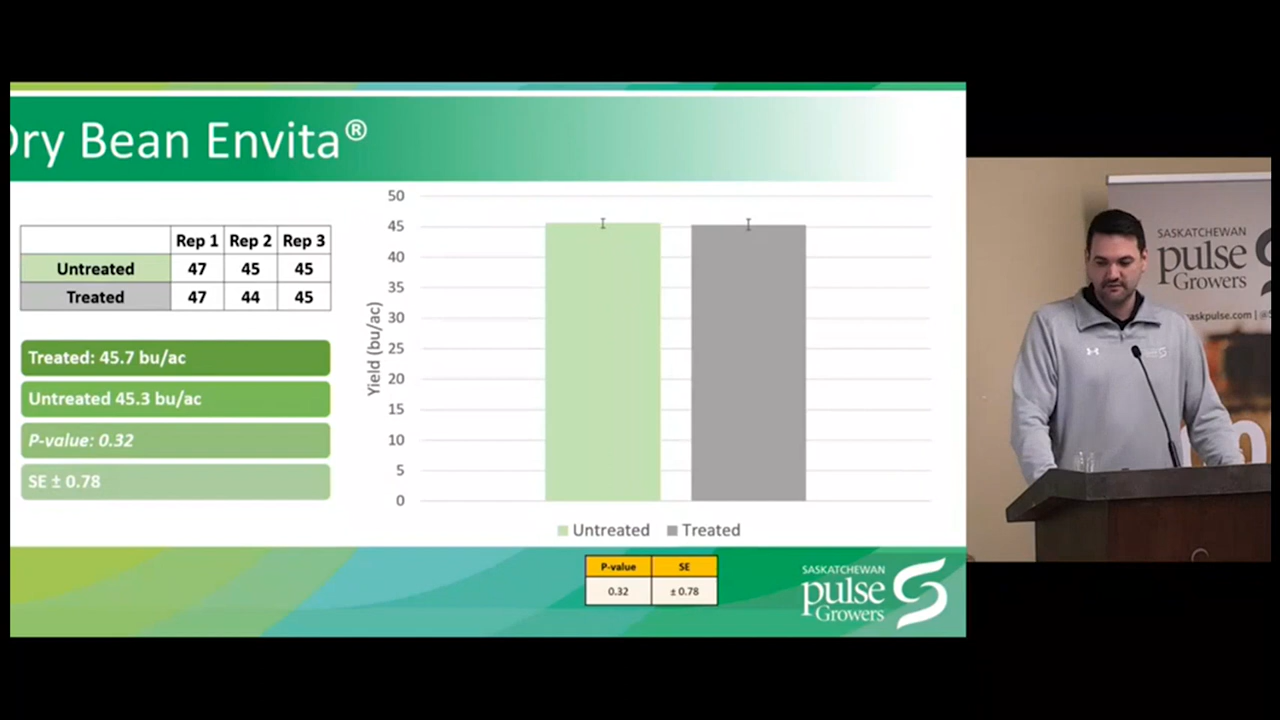 Dry Bean Envita®
Rep 1 Rep 2 Rep 3
Untreated 47 45 45
Treated 47 44 45
Treated: 45.7 bu/ac
Untreated 45.3 bu/ac
P-value: 0.32
SE ± 0.78
50
45
40
35
30
25
20
15
10
5
0
Yield (bu/ac)
Untreated Treated
P-value SE
0.32 ± 0.78
SASKATCHEWAN
pulse
Growers
SASKATCHEWAN
pulse
Growers
askpulse.com | @S